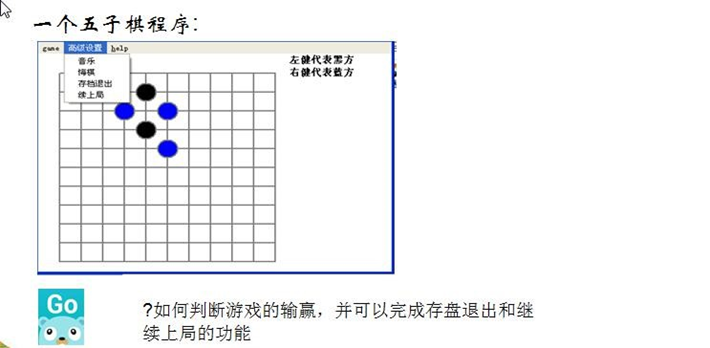 一个五子棋程序:
game 高级设置 help
音乐
悔棋
存档退出
续上局
左健代表黑方
右健代表蓝方
Go
?如何判断游戏的输赢，并可以完成存盘退出和继
续上局的功能